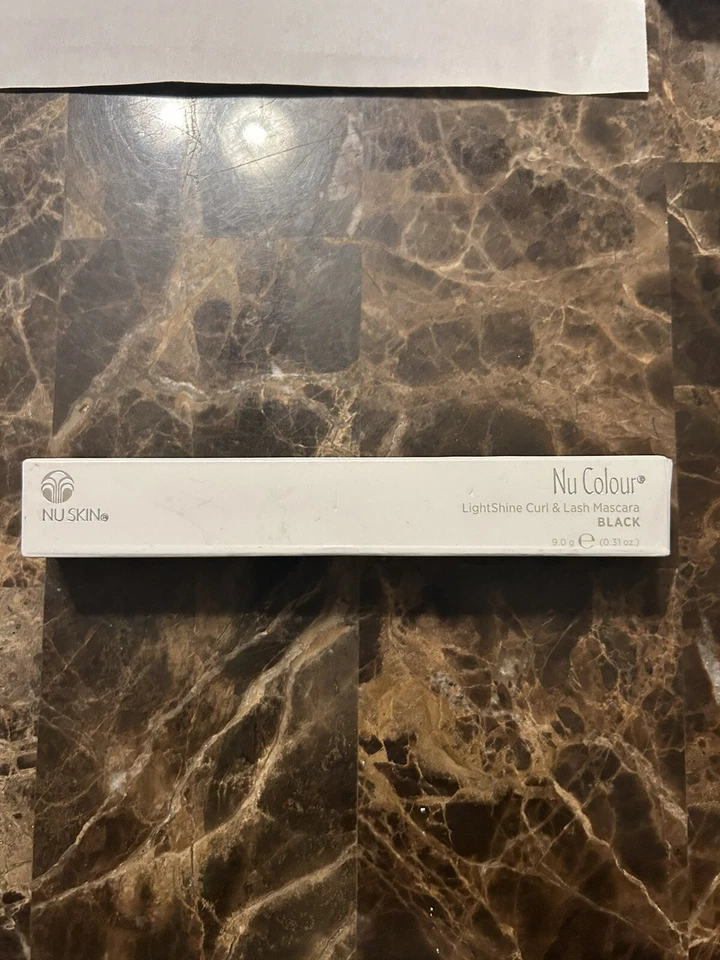 NU SKIN®
Nu Colour®
LightShine Curl & Lash Mascara
BLACK
9.0 g ℮ (0.31 oz.)